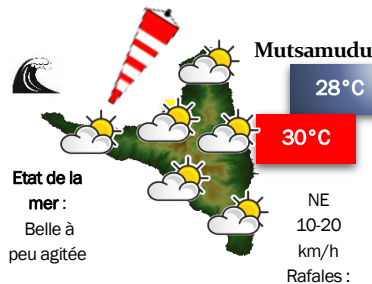 Mutsamudu
28°C
30°C
Etat de la
mer :
Belle à
peu agitée
NE
10-20
km/h
Rafales :